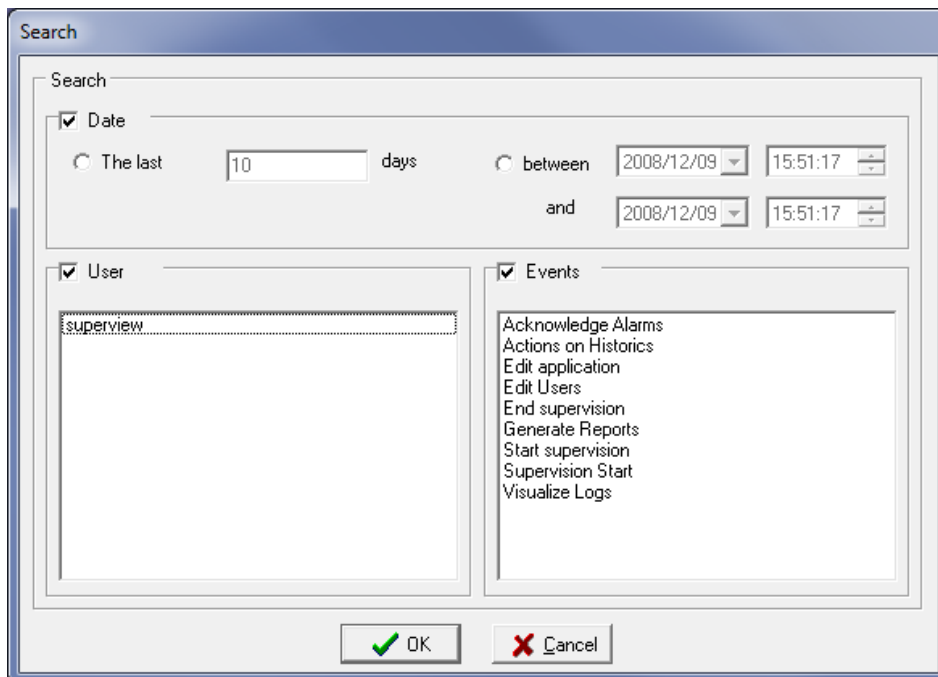 Search
Search
Date
The last 10 days between 2008/12/09 15:51:17
and 2008/12/09 15:51:17
User
superview
Events
Acknowledge Alarms
Actions on Historics
Edit application
Edit Users
End supervision
Generate Reports
Start supervision
Supervision Start
Visualize Logs
OK Cancel